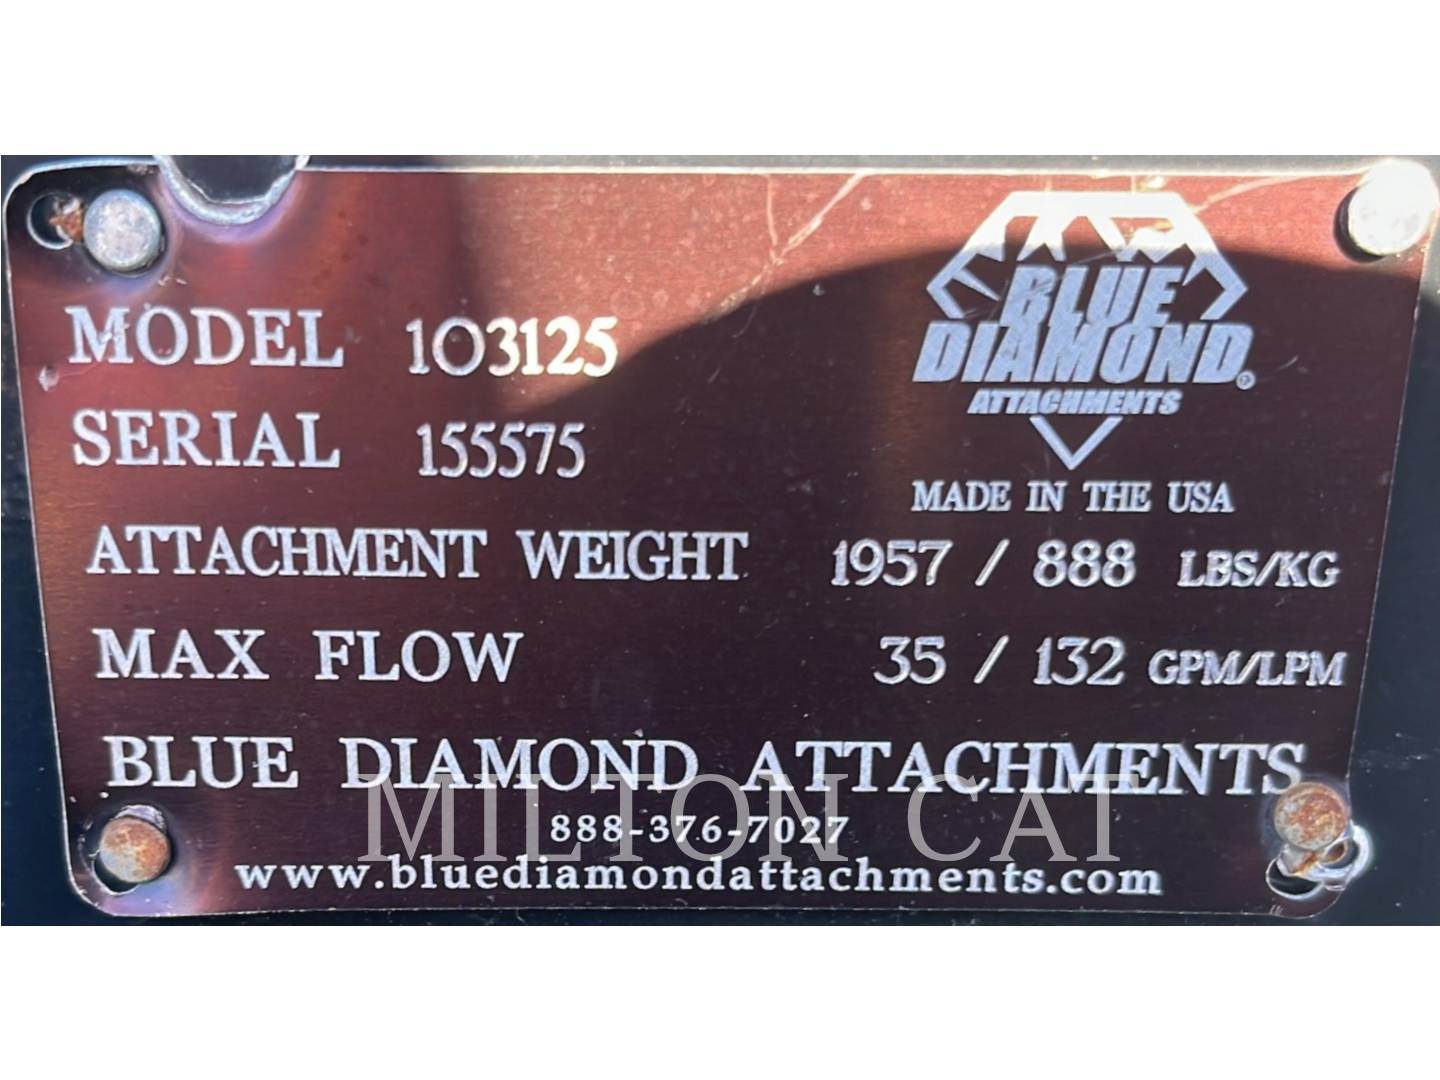 BLUE
DIAMOND®
ATTACHMENTS
MADE IN THE USA
MODEL 103125
SERIAL 155575
ATTACHMENT WEIGHT 1957 / 888 LBS/KG
MAX FLOW 35 / 132 GPM/LPM
BLUE DIAMOND ATTACHMENTS
MILTON CAT
888-376-7027
www.bluediamondattachments.com